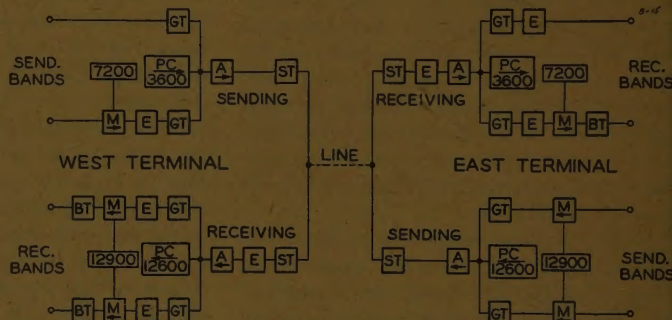 B-15
GT
GT E
SEND.
BANDS
7200
PC
3600
A
ST
SENDING
ST E A
RECEIVING
PC
3600
7200
REC.
BANDS
M E GT
GT E M BT
WEST TERMINAL
LINE
EAST TERMINAL
BT M E GT
GT M
REC.
BANDS
12900
PC
12600
RECEIVING
A E ST
SENDING
ST A
PC
12600
12900
SEND.
BANDS
BT M E GT
GT M